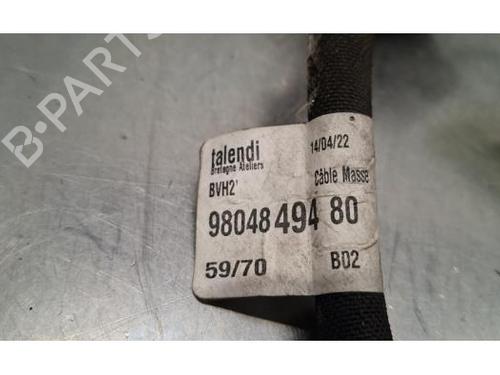 B-PARTS
talendi
Bretagne Ateliers
14/04/22
BVH2'
Câble Masse
98048 494 80
59/70
B02